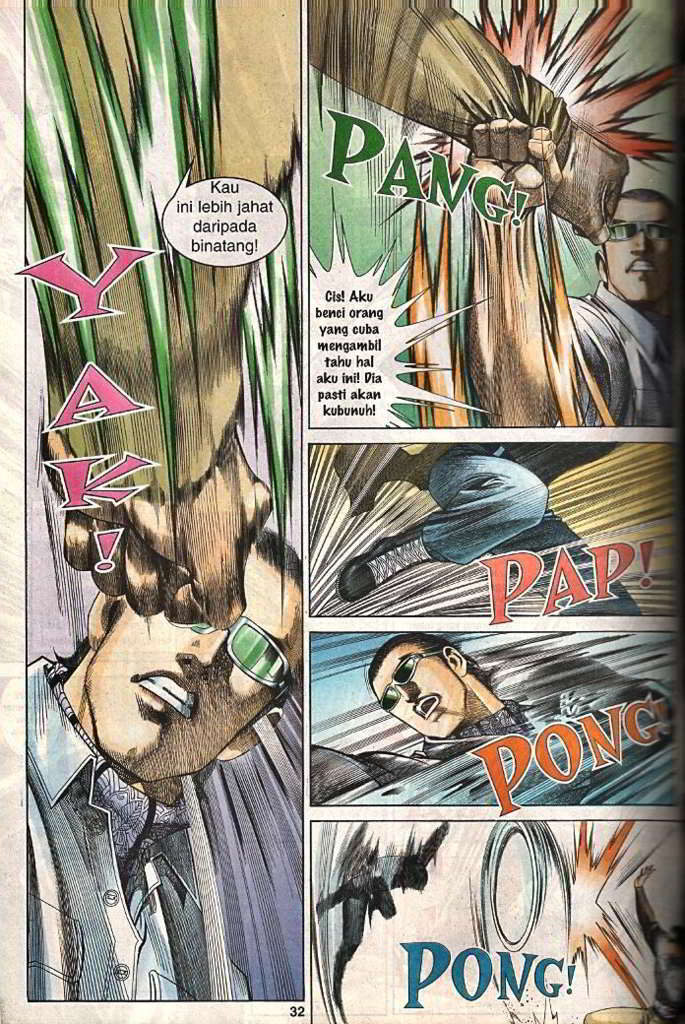 Kau
ini lebih jahat
daripada
binatang!
YAAK!
PANG!
Cis! Aku
benci orang
yang cuba
mengambil
tahu hal
aku ini! Dia
pasti akan
kubunuh!
PAP!
PONG!
PONG!
32